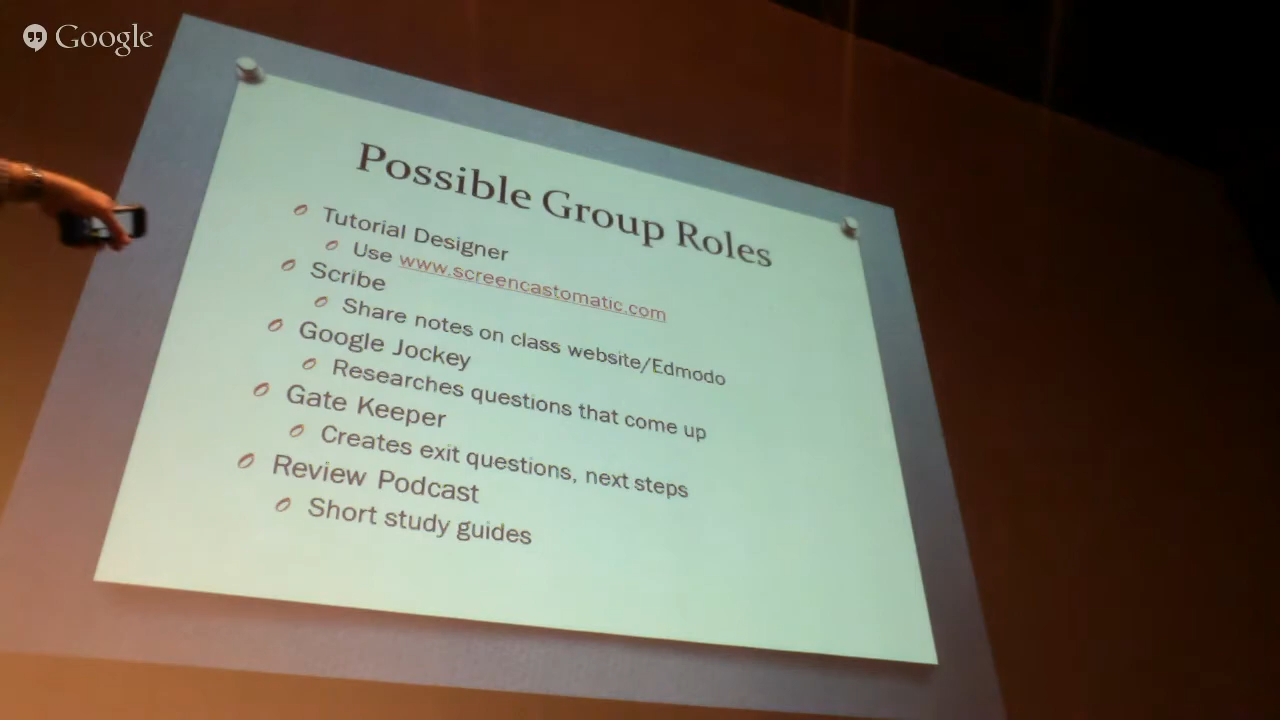 Google
Possible Group Roles
Tutorial Designer
Use www.screencastomatic.com
Scribe
Share notes on class website/Edmodo
Google Jockey
Researches questions that come up
Gate Keeper
Creates exit questions, next steps
Review Podcast
Short study guides